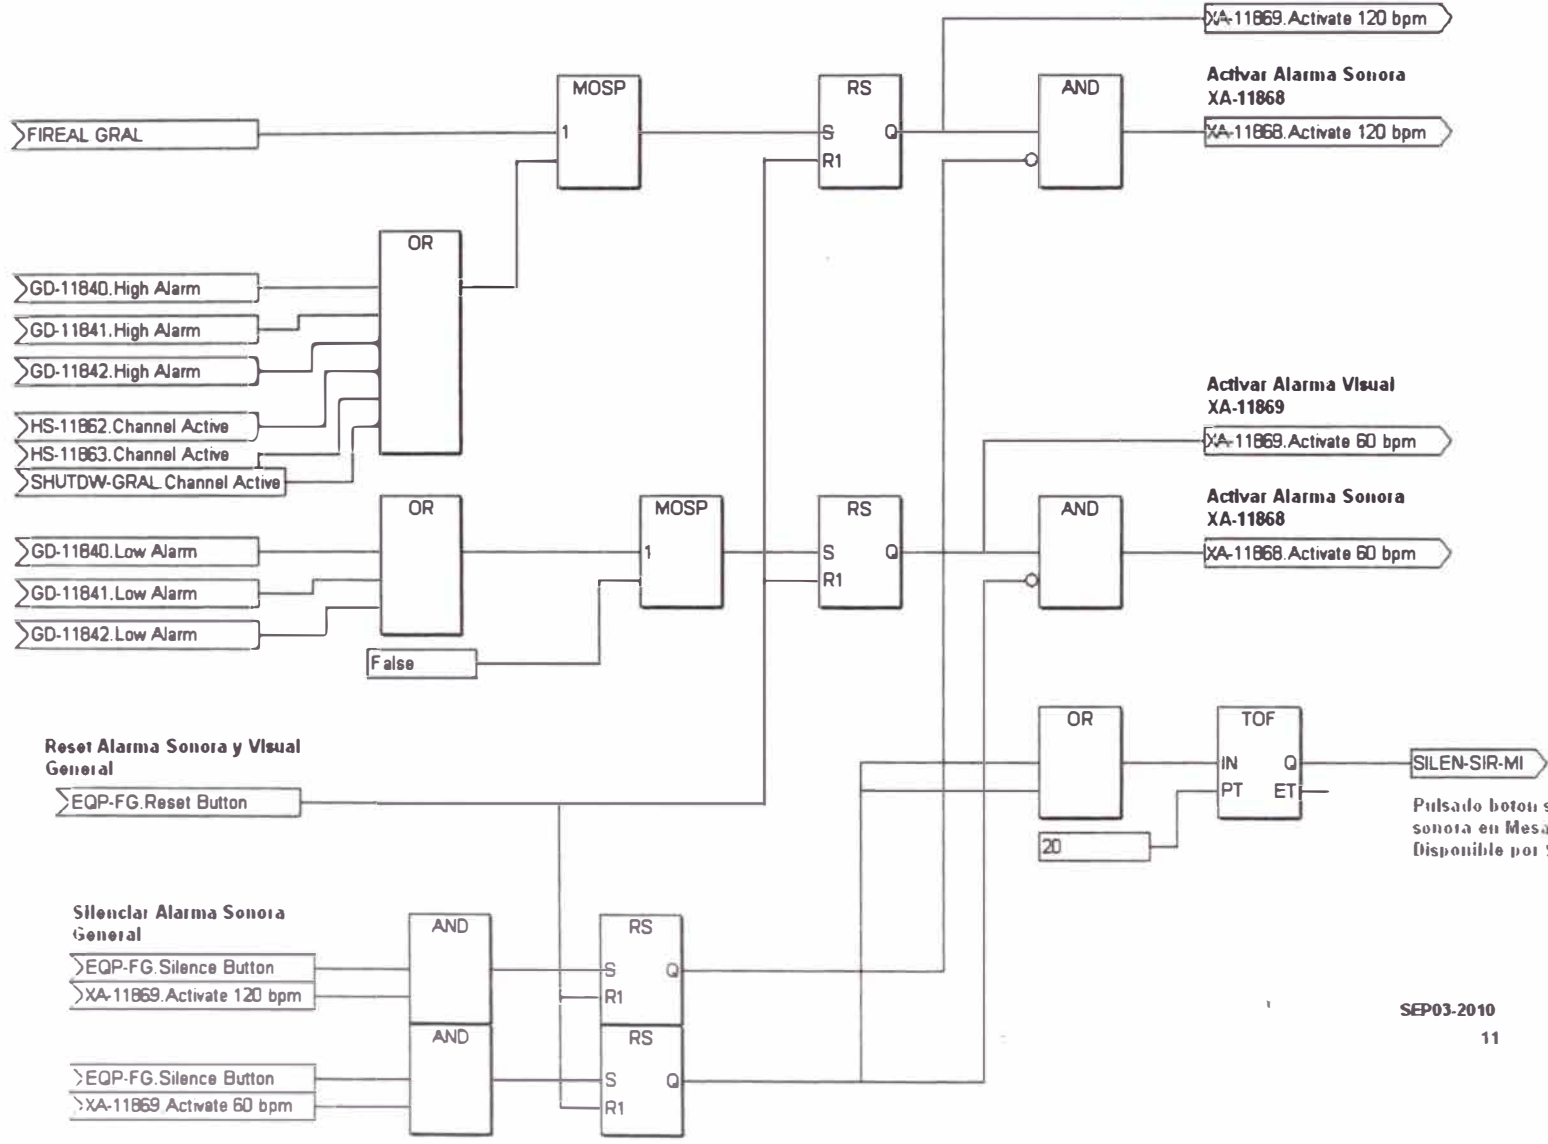 XA-11869.Activate 120 bpm
Activar Alarma Sonora
XA-11868
XA-11868.Activate 120 bpm
MOSP
RS
AND
FIREAL GRAL
1
S
Q
R1
OR
GD-11840.High Alarm
GD-11841.High Alarm
GD-11842.High Alarm
HS-11862.Channel Active
HS-11863.Channel Active
SHUTDW-GRAL.Channel Active
Activar Alarma Visual
XA-11869
XA-11869.Activate 60 bpm
Activar Alarma Sonora
XA-11868
XA-11868.Activate 60 bpm
OR
MOSP
RS
AND
GD-11840.Low Alarm
GD-11841.Low Alarm
GD-11842.Low Alarm
1
S
Q
R1
False
OR
TOF
IN
Q
PT
ET
SILEN-SIR-MI
20
Pulsado boton s
sonora en Mesa
Disponible por
Reset Alarma Sonora y Visual
General
EQP-FG.Reset Button
Silenciar Alarma Sonora
General
EQP-FG.Silence Button
XA-11869.Activate 120 bpm
AND
RS
S
Q
R1
EQP-FG.Silence Button
XA-11869.Activate 60 bpm
AND
RS
S
Q
R1
SEP03-2010
11